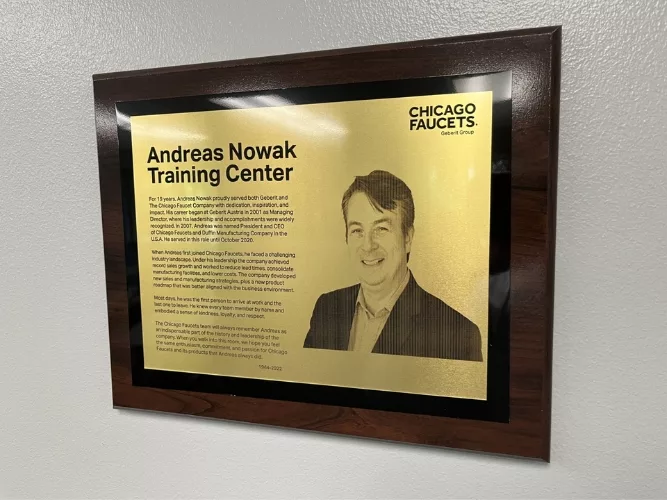 CHICAGO
FAUCETS.
Geberit Group
Andreas Nowak
Training Center
For 19 years, Andreas Nowak proudly served both Geberit and
The Chicago Faucet Company with dedication, inspiration, and
impact. His career began at Geberit Austria in 2001 as Managing
Director, where his leadership and accomplishments were widely
recognized. In 2007, Andreas was named President and CEO
of Chicago Faucets and Duffin Manufacturing Company in the
U.S.A. He served in this role until October 2020.
When Andreas first joined Chicago Faucets, he faced a challenging
industry landscape. Under his leadership the company achieved
record sales growth and worked to reduce lead times, consolidate
manufacturing facilities, and lower costs. The company developed
new sales and manufacturing strategies, plus a new product
roadmap that was better aligned with the business environment.
Most days, he was the first person to arrive at work and the
last one to leave. He knew every team member by name and
embodied a sense of kindness, loyalty, and respect.
The Chicago Faucets team will always remember Andreas as
an indispensable part of the history and leadership of the
company. When you walk into this room, we hope you feel
the same enthusiasm, commitment, and passion for Chicago
Faucets and its products that Andreas always did.